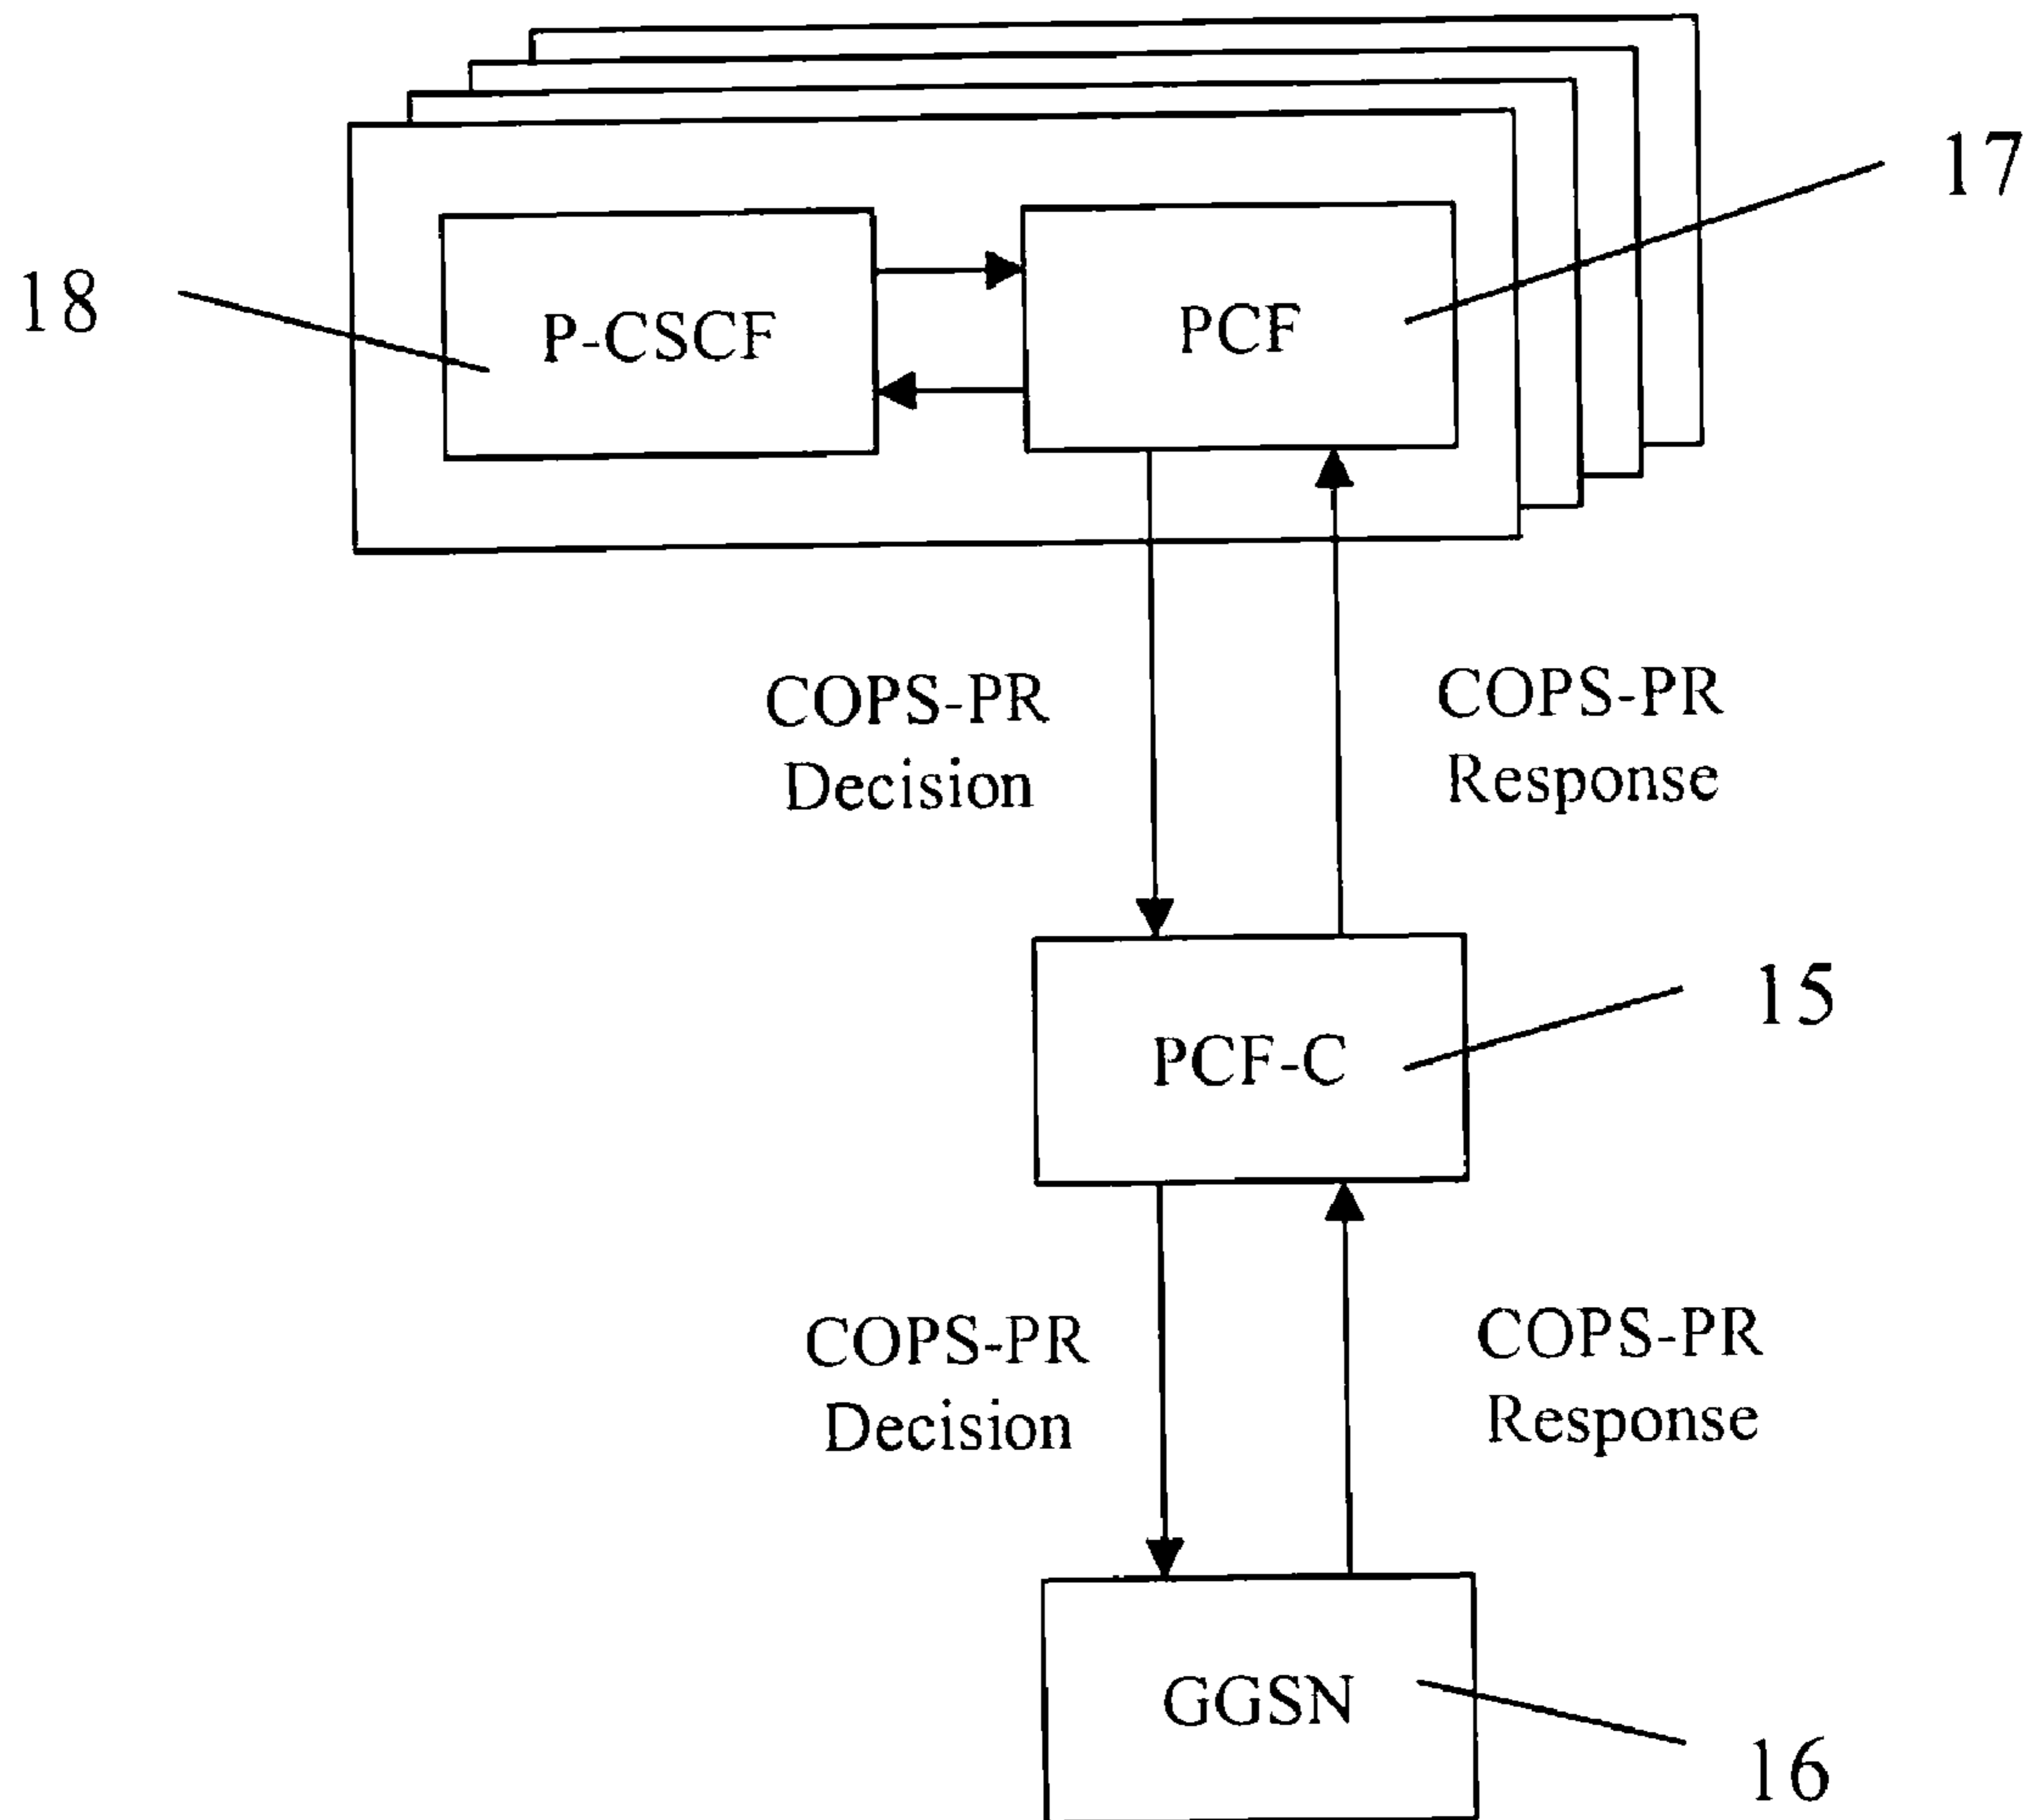 17
18
P-CSCF
PCF
COPS-PR
Decision
COPS-PR
Response
15
PCF-C
COPS-PR
Decision
COPS-PR
Response
GGSN
16